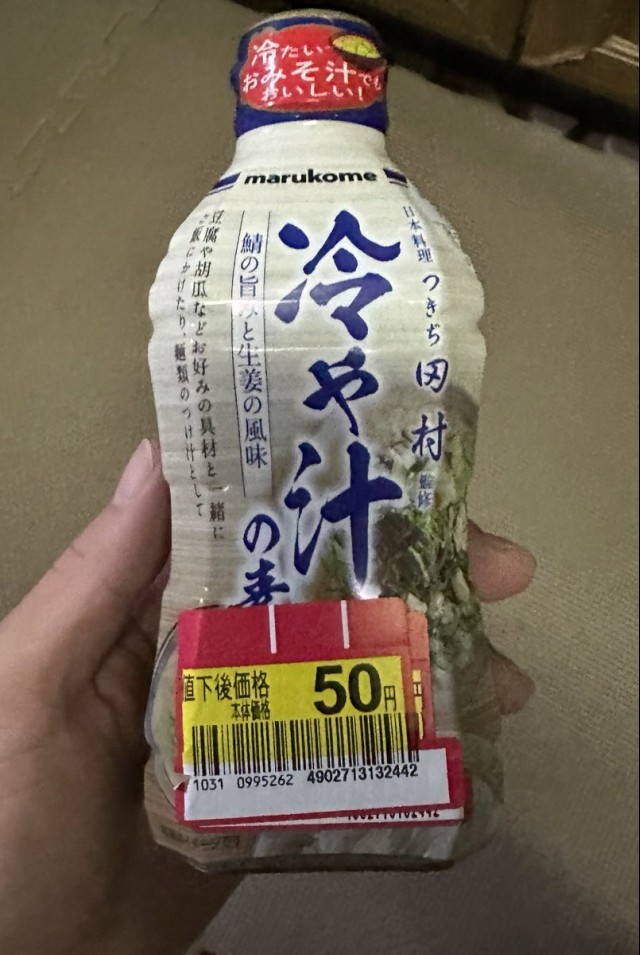 冷たい
おみそ汁でも
おいしい!
marukome
日本料理 つきぢ田村 監修
冷や汁の素
鯖の旨みと生姜の風味
豆腐や胡瓜などお好みの具材と一緒に
ご飯にかけたり、麺類のつけ汁として
値下後価格
本体価格
50円
1031 0995262 4902713132442
円